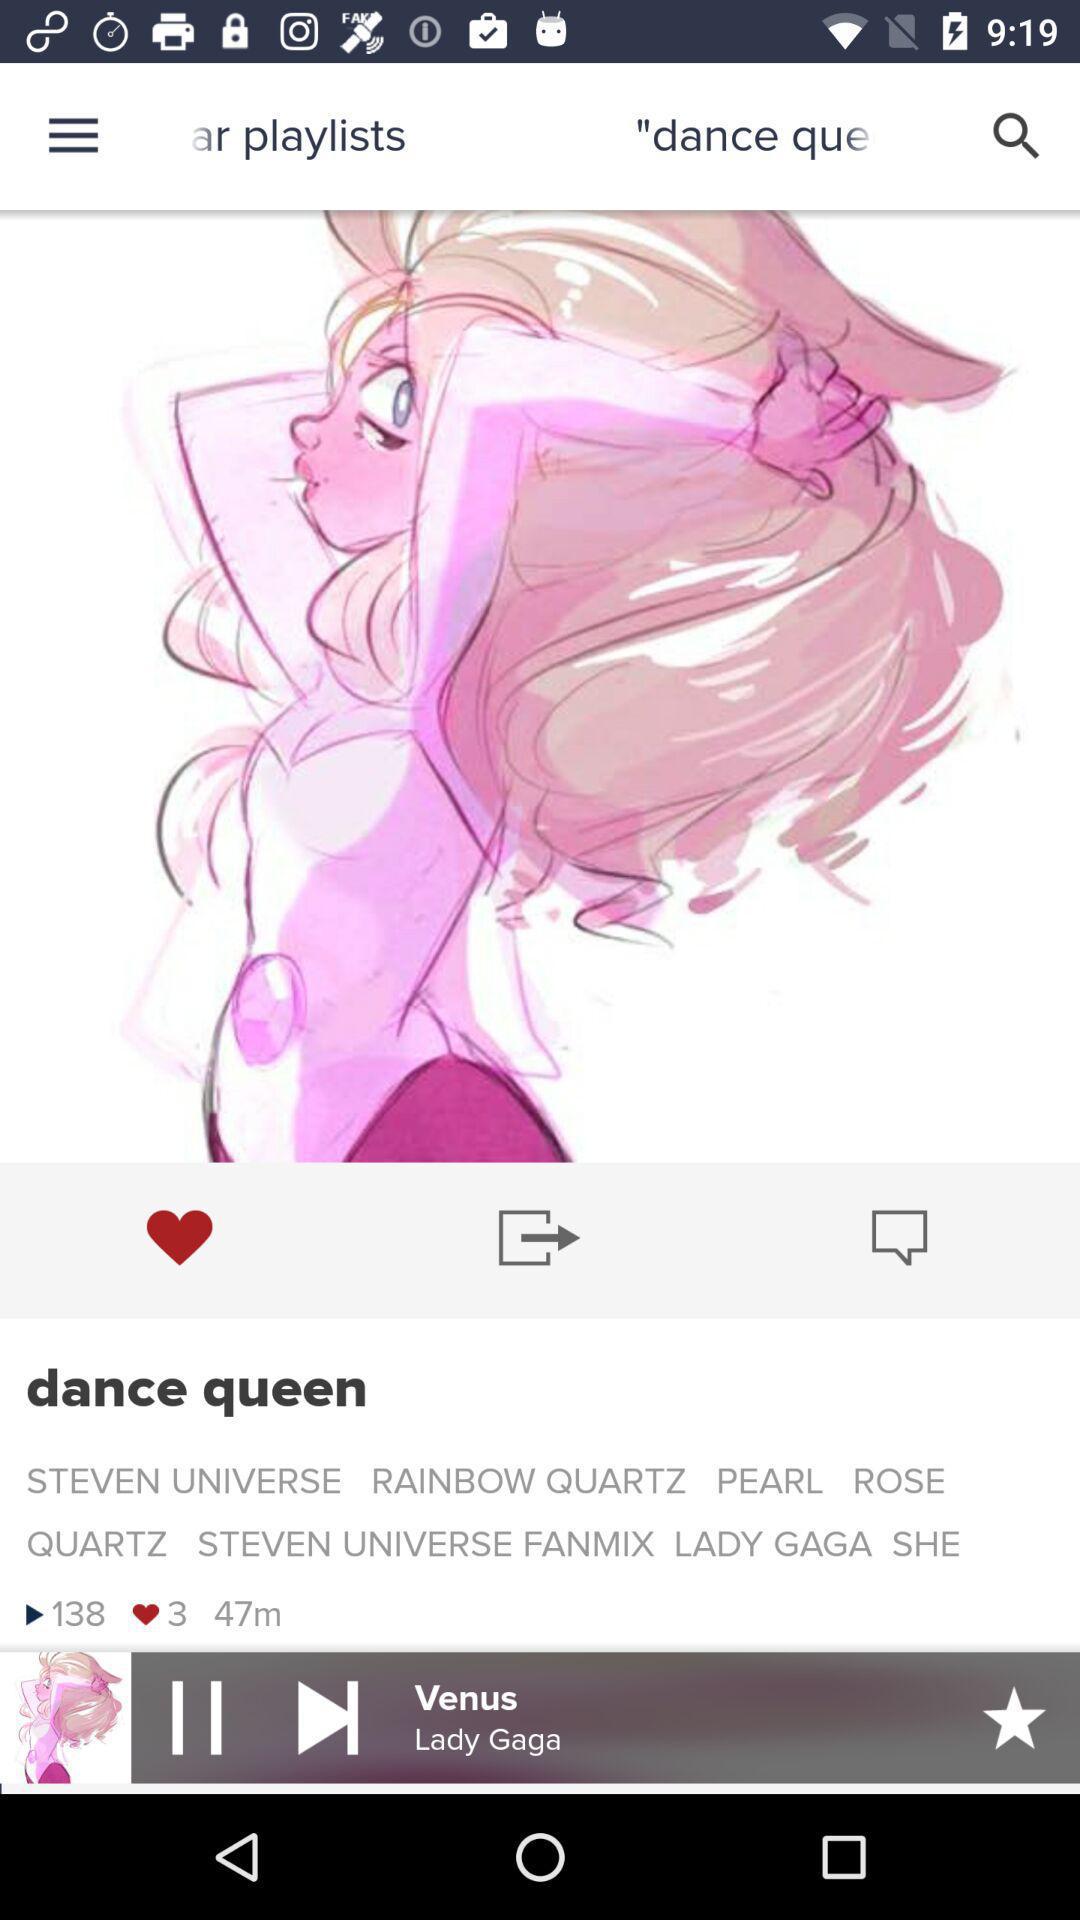 FAK
9:19
ar playlists "dance que
dance queen
STEVEN UNIVERSE RAINBOW QUARTZ PEARL ROSE
QUARTZ STEVEN UNIVERSE FANMIX LADY GAGA SHE
138 3 47m
Venus
Lady Gaga